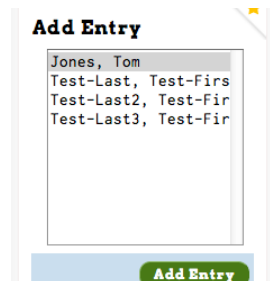 Add Entry
Jones, Tom
Test-Last, Test-Firs
Test-Last2, Test-Fir
Test-Last3, Test-Fir
Add Entry